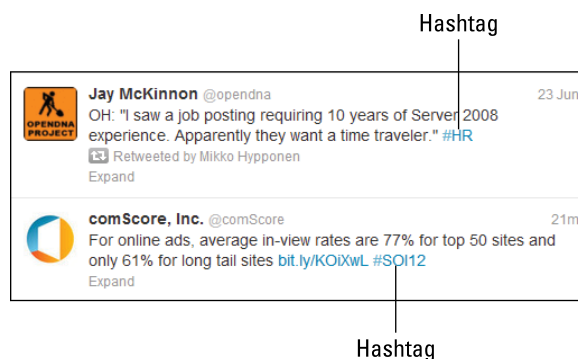 Hashtag
OPENDNA
PROJECT
Jay McKinnon @opendna 23 Jun
OH: "I saw a job posting requiring 10 years of Server 2008
experience. Apparently they want a time traveler." #HR
Retweeted by Mikko Hypponen
Expand
comScore, Inc. @comScore 21m
For online ads, average in-view rates are 77% for top 50 sites and
only 61% for long tail sites bit.ly/KOiXwL #SOI12
Expand
Hashtag